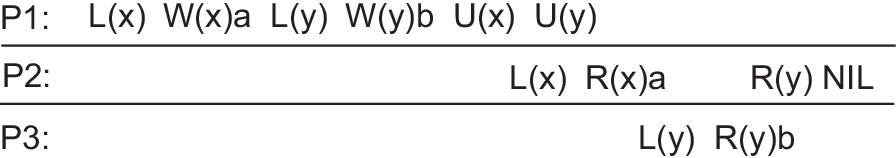 P1: L(x) W(x)a L(y) W(y)b U(x) U(y)
P2: L(x) R(x)a R(y) NIL
P3: L(y) R(y)b